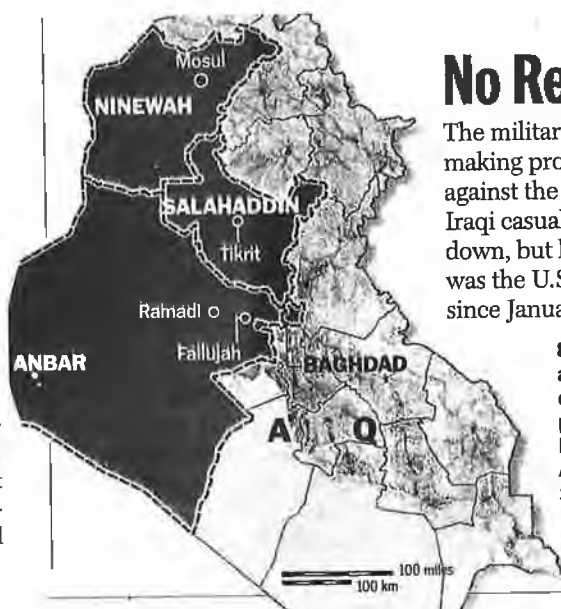 Mosul
NINEWAH
SALAHADDIN
Tikrit
Ramadi
Fallujah
ANBAR
BAGHDAD
A Q
100 miles
100 km
No Re
The militar
making pro
against the
Iraqi casual
down, but
was the U.S
since Janua